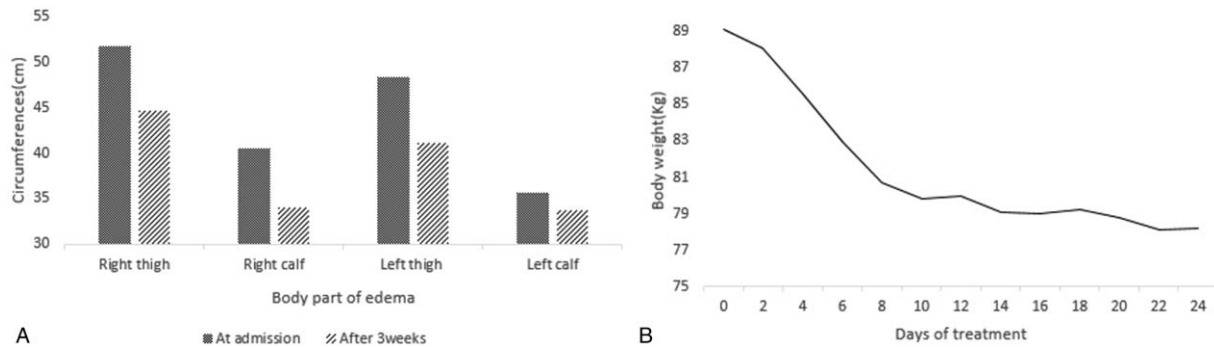 55
50
45
40
35
30
Circumferences(cm)
Right thigh Right calf Left thigh Left calf
Body part of edema
A
At admission After 3weeks
89
87
85
83
81
79
77
75
Body weight(Kg)
0 2 4 6 8 10 12 14 16 18 20 22 24
Days of treatment
B